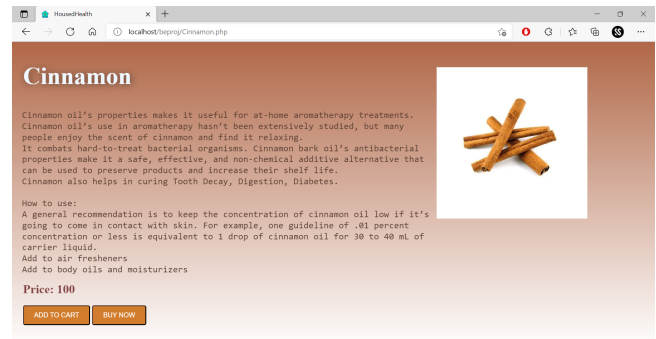 HousedHealth
localhost/beproj/Cinnamon.php
SS
Cinnamon
Cinnamon oil's properties makes it useful for at-home aromatherapy treatments.
Cinnamon oil's use in aromatherapy hasn't been extensively studied, but many
people enjoy the scent of cinnamon and find it relaxing.
It combats hard-to-treat bacterial organisms. Cinnamon bark oil's antibacterial
properties make it a safe, effective, and non-chemical additive alternative that
can be used to preserve products and increase their shelf life.
Cinnamon also helps in curing Tooth Decay, Digestion, Diabetes.
How to use:
A general recommendation is to keep the concentration of cinnamon oil low if it's
going to come in contact with skin. For example, one guideline of .01 percent
concentration or less is equivalent to 1 drop of cinnamon oil for 30 to 40 mL of
carrier liquid.
Add to air fresheners
Add to body oils and moisturizers
Price: 100
ADD TO CART BUY NOW